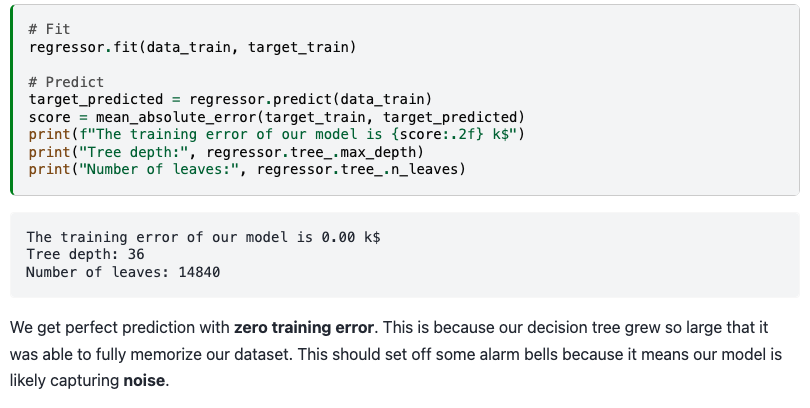 # Fit
regressor.fit(data_train, target_train)
# Predict
target_predicted = regressor.predict(data_train)
score = mean_absolute_error(target_train, target_predicted)
print(f"The training error of our model is {score:.2f} k$")
print("Tree depth:", regressor.tree_.max_depth)
print("Number of leaves:", regressor.tree_.n_leaves)
The training error of our model is 0.00 k$
Tree depth: 36
Number of leaves: 14840
We get perfect prediction with zero training error. This is because our decision tree grew so large that it
was able to fully memorize our dataset. This should set off some alarm bells because it means our model is
likely capturing noise.